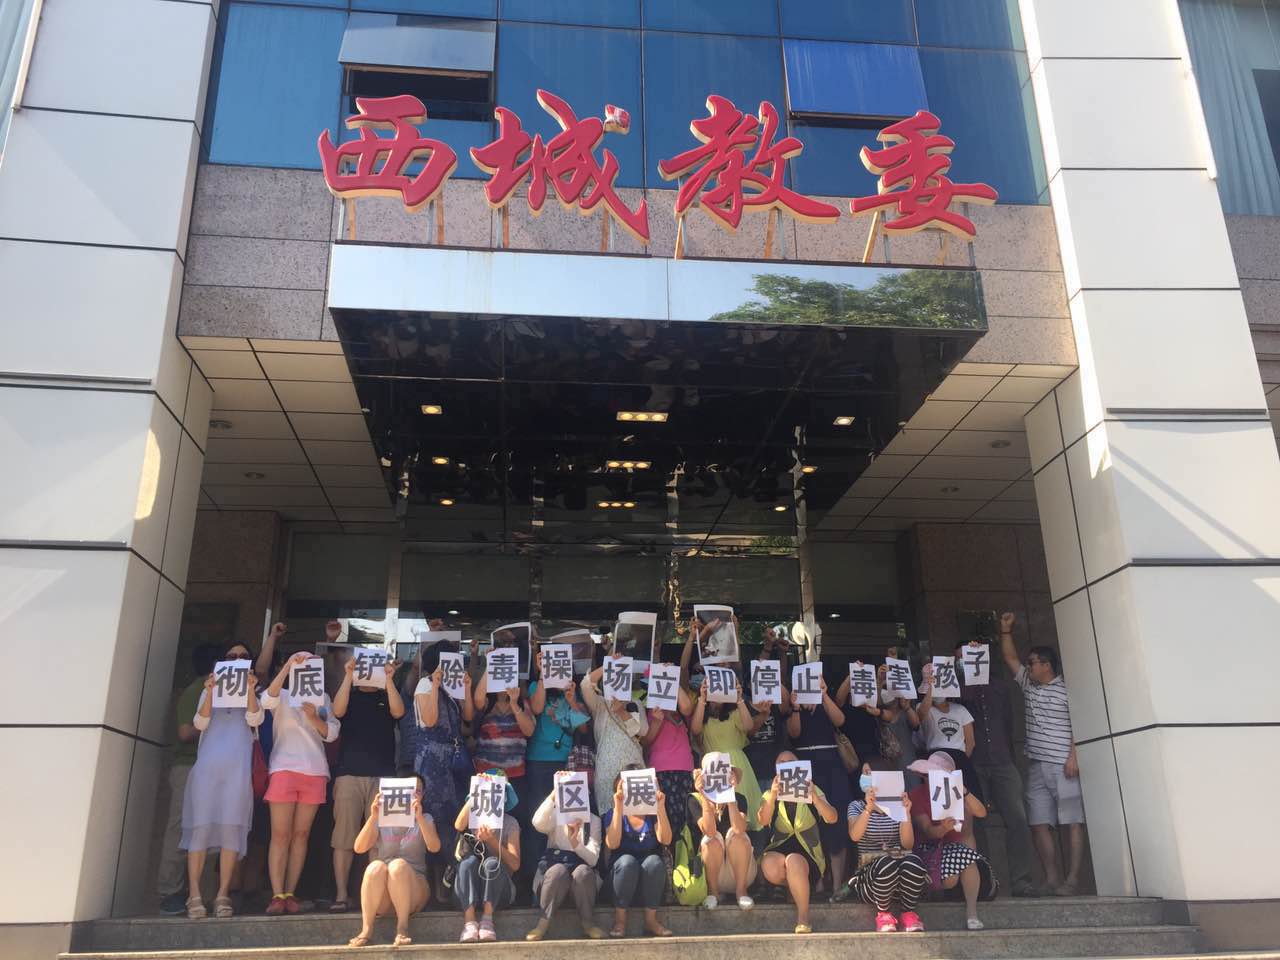 西城教委
彻底铲除毒操场立即停止毒害孩子
西城区展览路小